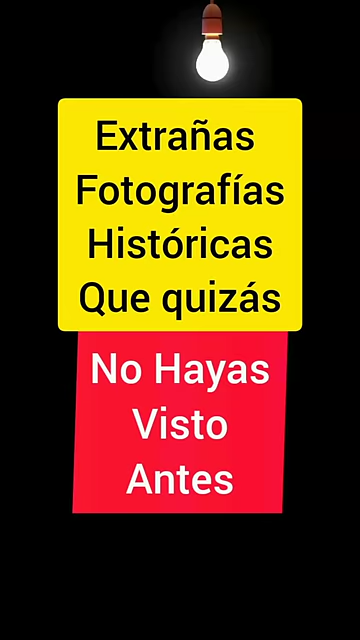 Extrañas
Fotografías
Históricas
Que quizás
No Hayas
Visto
Antes